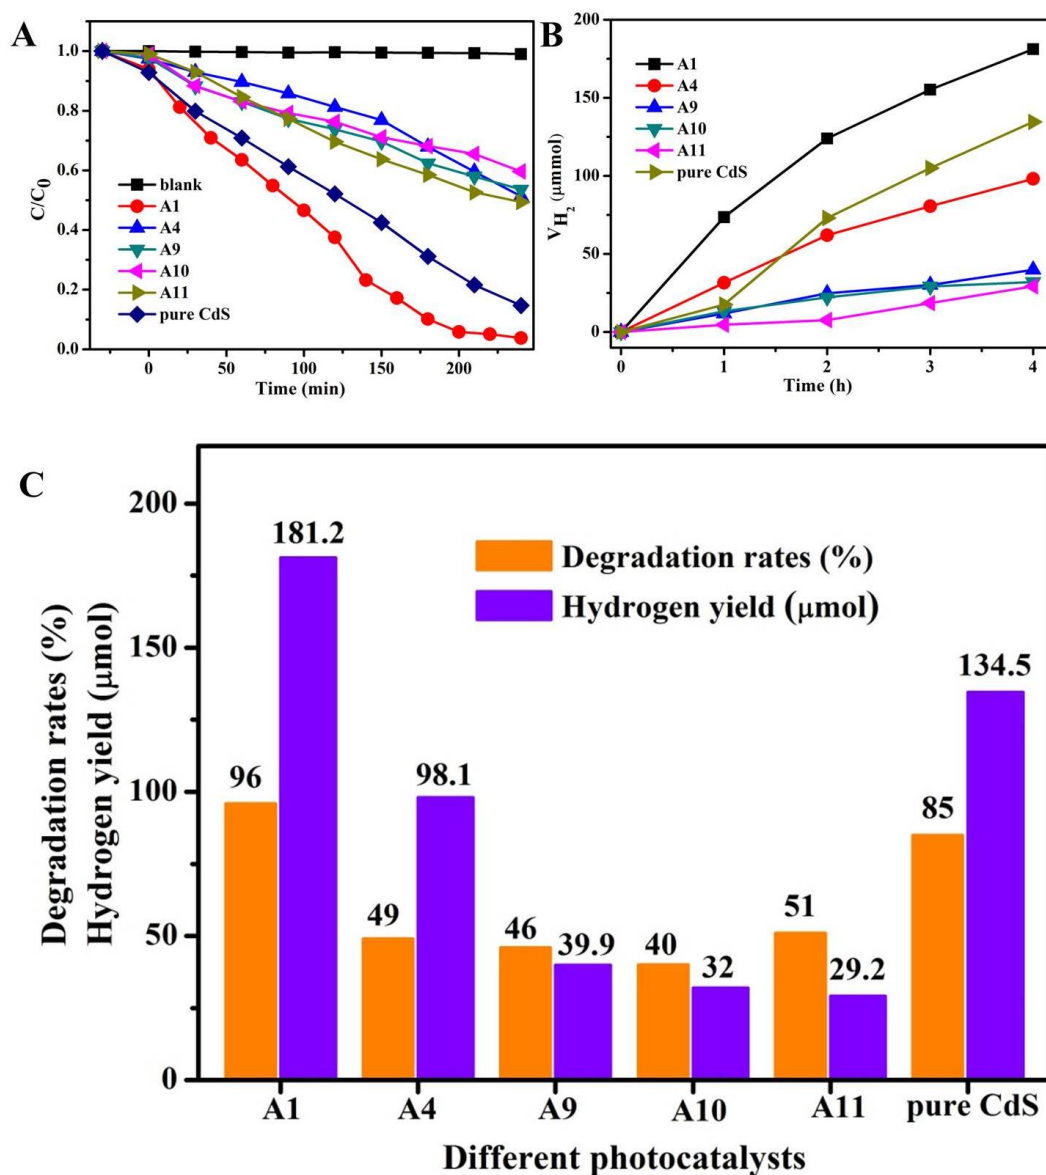 A
C/C0
1.0
0.8
0.6
0.4
0.2
0.0
blank
A1
A4
A9
A10
A11
pure CdS
0
50
100
150
200
Time (min)
B
VH2 (μmmol)
200
150
100
50
0
A1
A4
A9
A10
A11
pure CdS
0
1
2
3
4
Time (h)
C
Degradation rates (%)
Hydrogen yield (μmol)
200
150
100
50
0
Degradation rates (%)
Hydrogen yield (μmol)
96
181.2
49
98.1
46
39.9
40
32
51
29.2
85
134.5
A1
A4
A9
A10
A11
pure CdS
Different photocatalysts